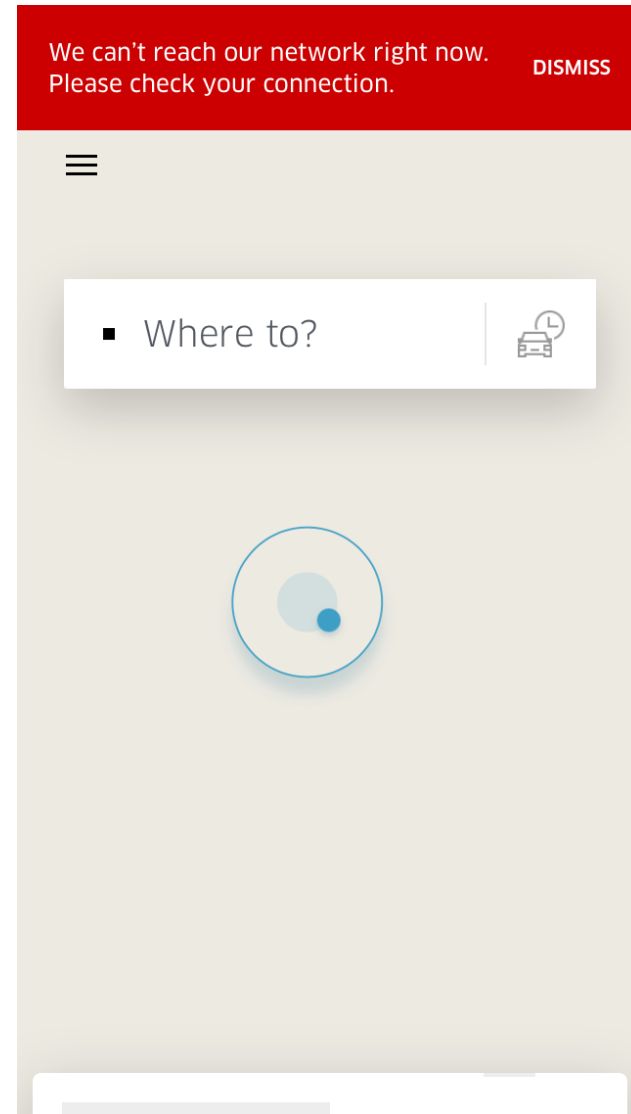 We can’t reach our network right now.
Please check your connection.
DISMISS
Where to?